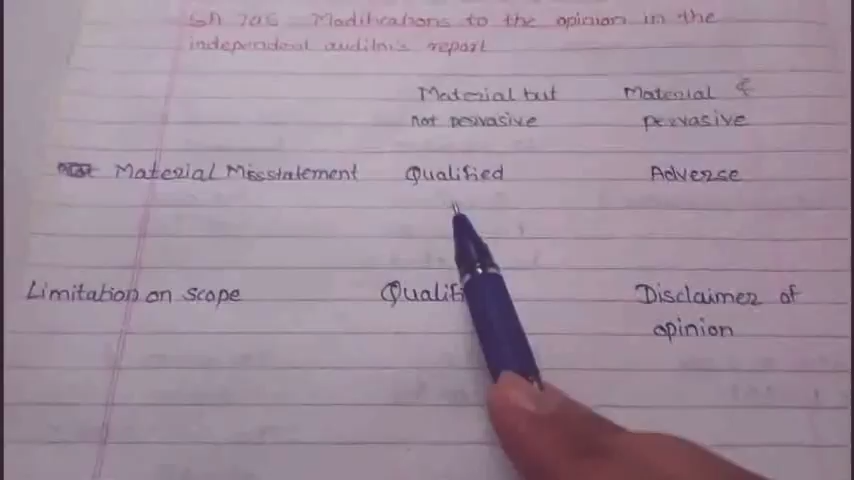 SA 705 Modifications to the opinion in the
independent auditor's report
Material but Material &
not pervasive pervasive
Material Misstatement Qualified Adverse
Limitation on scope Qualifi Disclaimer of
opinion